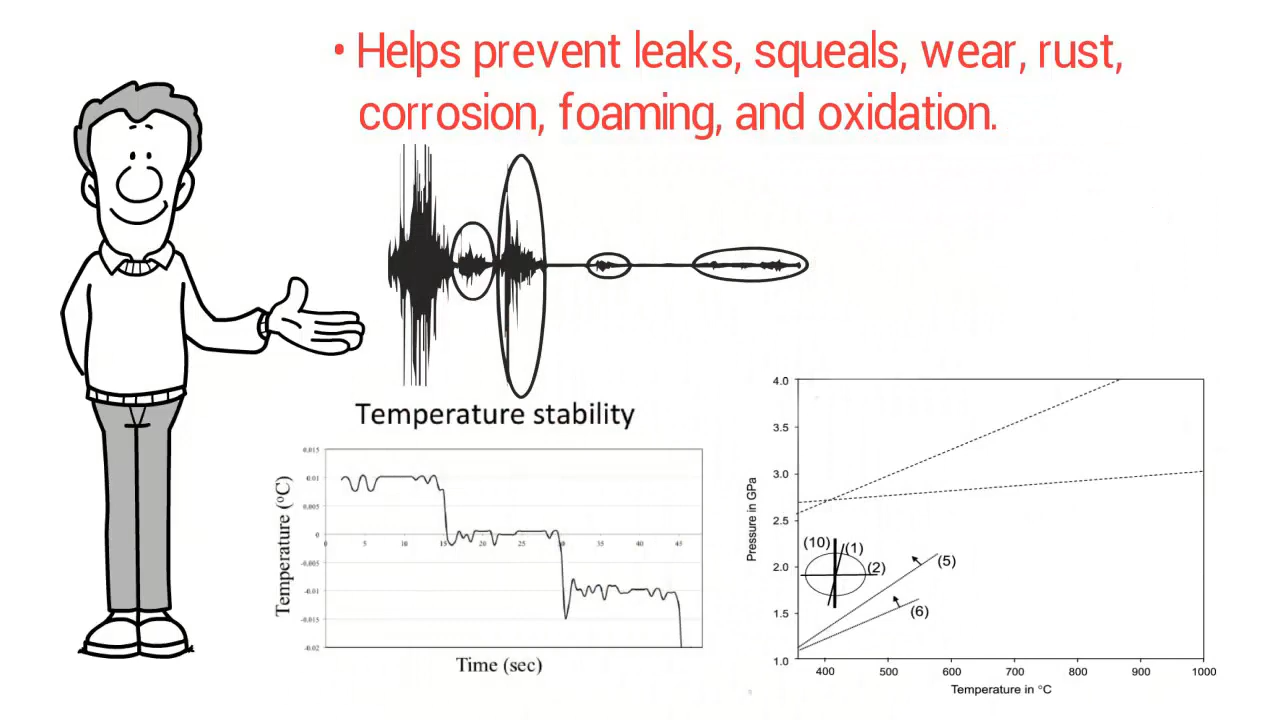 • Helps prevent leaks, squeals, wear, rust,
corrosion, foaming, and oxidation.
Temperature stability
Temperature (°C)
0.015
0.01
0.005
0
-0.005
-0.01
-0.015
-0.02
0 5 10 15 20 25 30 35 40 45
Time (sec)
Pressure in GPa
4.0
3.5
3.0
2.5
2.0
1.5
1.0
(10)
(1)
(2)
(5)
(6)
400 500 600 700 800 900 1000
Temperature in °C